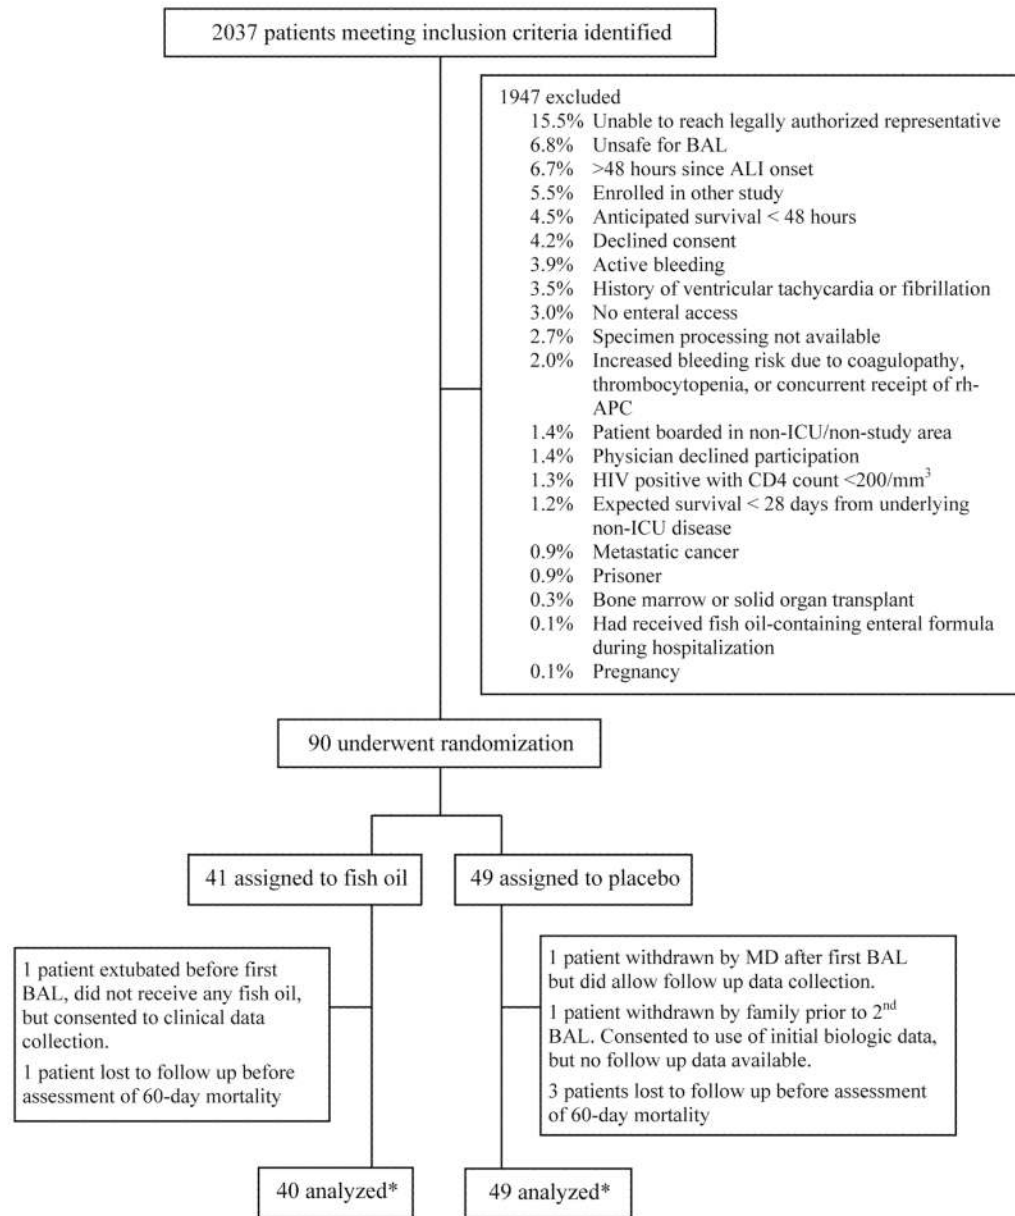 2037 patients meeting inclusion criteria identified
1947 excluded
15.5% Unable to reach legally authorized representative
6.8% Unsafe for BAL
6.7% >48 hours since ALI onset
5.5% Enrolled in other study
4.5% Anticipated survival < 48 hours
4.2% Declined consent
3.9% Active bleeding
3.5% History of ventricular tachycardia or fibrillation
3.0% No enteral access
2.7% Specimen processing not available
2.0% Increased bleeding risk due to coagulopathy,
thrombocytopenia, or concurrent receipt of rh-
APC
1.4% Patient boarded in non-ICU/non-study area
1.4% Physician declined participation
1.3% HIV positive with CD4 count <200/mm³
1.2% Expected survival < 28 days from underlying
non-ICU disease
0.9% Metastatic cancer
0.9% Prisoner
0.3% Bone marrow or solid organ transplant
0.1% Had received fish oil-containing enteral formula
during hospitalization
0.1% Pregnancy
90 underwent randomization
41 assigned to fish oil
49 assigned to placebo
1 patient extubated before first
BAL, did not receive any fish oil,
but consented to clinical data
collection.
1 patient lost to follow up before
assessment of 60-day mortality
1 patient withdrawn by MD after first BAL
but did allow follow up data collection.
1 patient withdrawn by family prior to 2nd
BAL. Consented to use of initial biologic data,
but no follow up data available.
3 patients lost to follow up before assessment
of 60-day mortality
40 analyzed*
49 analyzed*